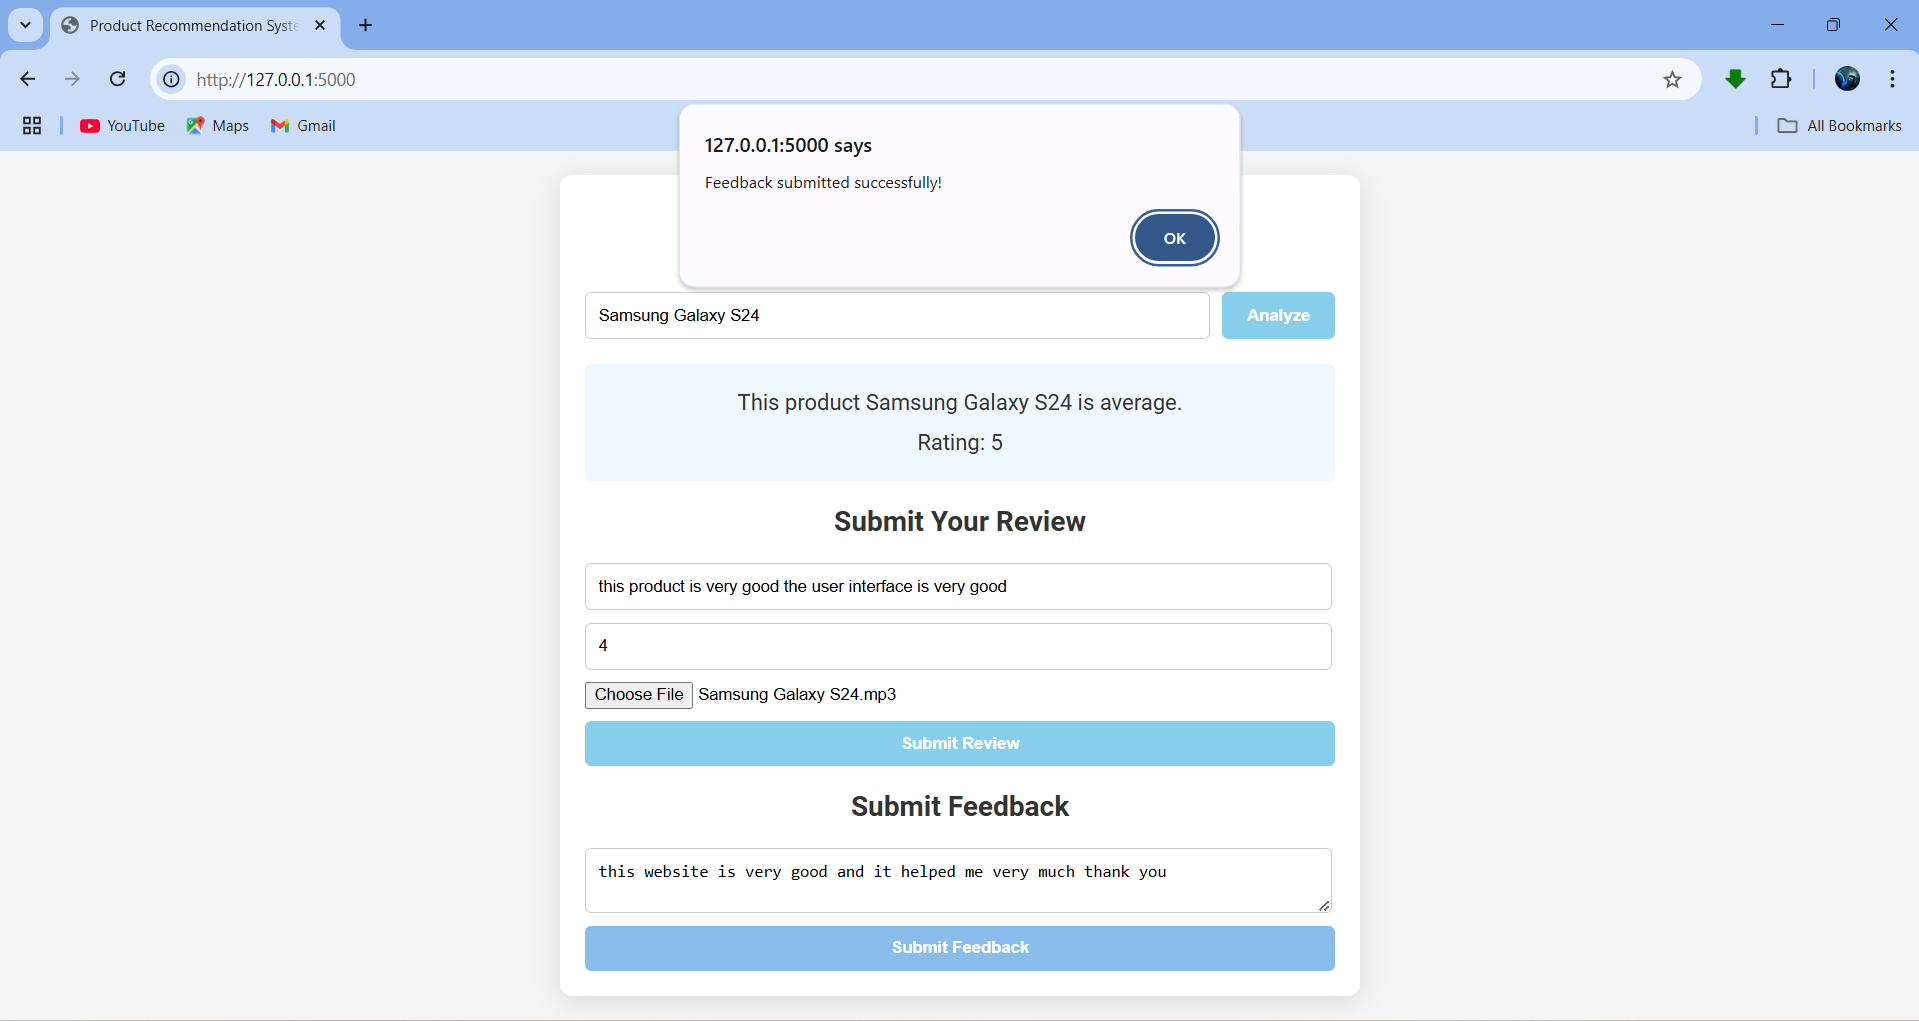 Product Recommendation Syste
http://127.0.0.1:5000
YouTube
Maps
Gmail
All Bookmarks
127.0.0.1:5000 says
Feedback submitted successfully!
OK
Samsung Galaxy S24
Analyze
This product Samsung Galaxy S24 is average.
Rating: 5
Submit Your Review
this product is very good the user interface is very good
4
Choose File Samsung Galaxy S24.mp3
Submit Review
Submit Feedback
this website is very good and it helped me very much thank you
Submit Feedback